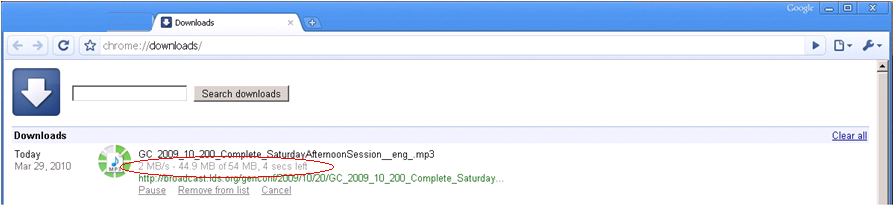 Google
Downloads
chrome://downloads/
Search downloads
Downloads
Clear all
Today
GC_2009_10_200_Complete_SaturdayAfternoonSession__eng_.mp3
Mar 29, 2010
MP3
2 MB/s - 44.9 MB of 54 MB, 4 secs left
http://broadcast.lds.org/genconf/2009/10/20/GC_2009_10_200_Complete_Saturday...
Pause Remove from list Cancel